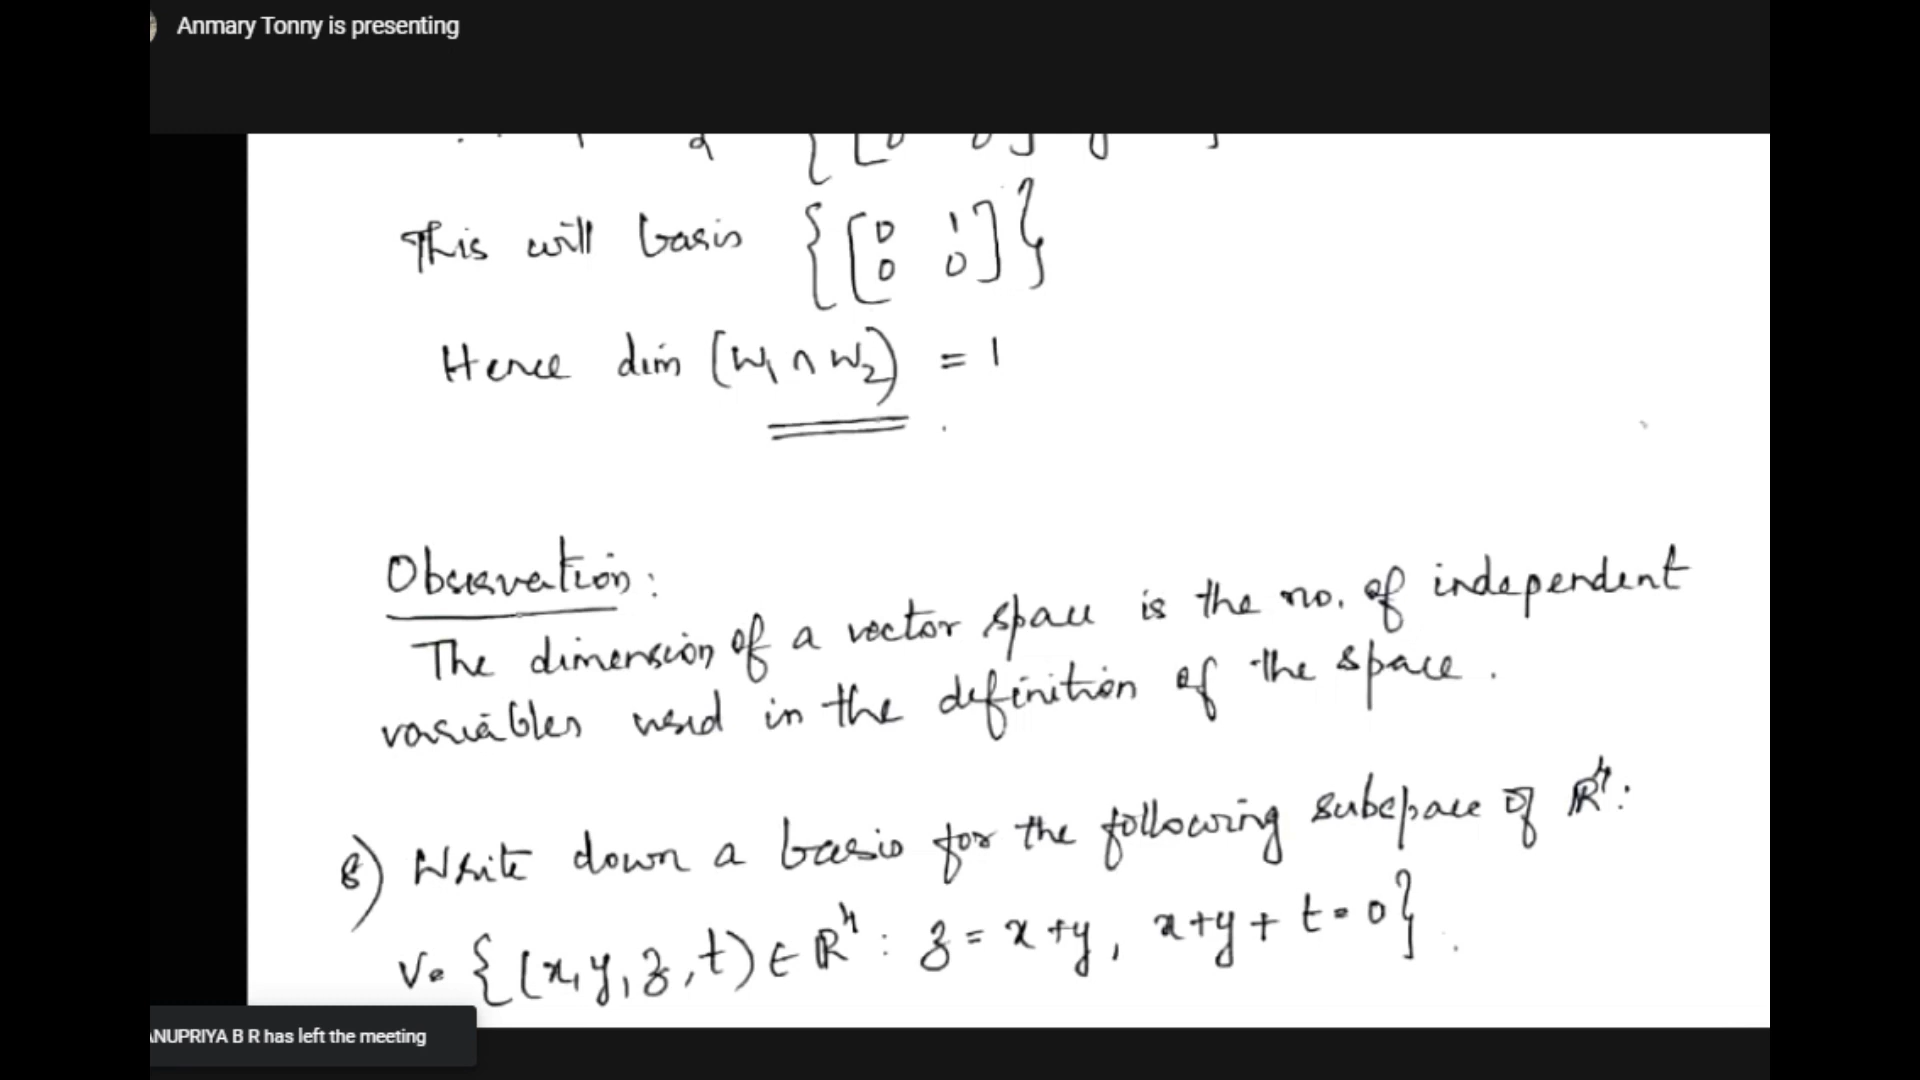 Anmary Tonny is presenting
This will basis { [ 0 1
0 0 ] }
Hence dim (W₁ ∩ W₂) = 1
Observation:
The dimension of a vector space is the no. of independent
variables used in the definition of the space.
8) Write down a basis for the following subspace of ℝ⁴:
V = {(x, y, z, t) ∈ ℝ⁴ : z = x + y, x + y + t = 0} .
ANUPRIYA B R has left the meeting